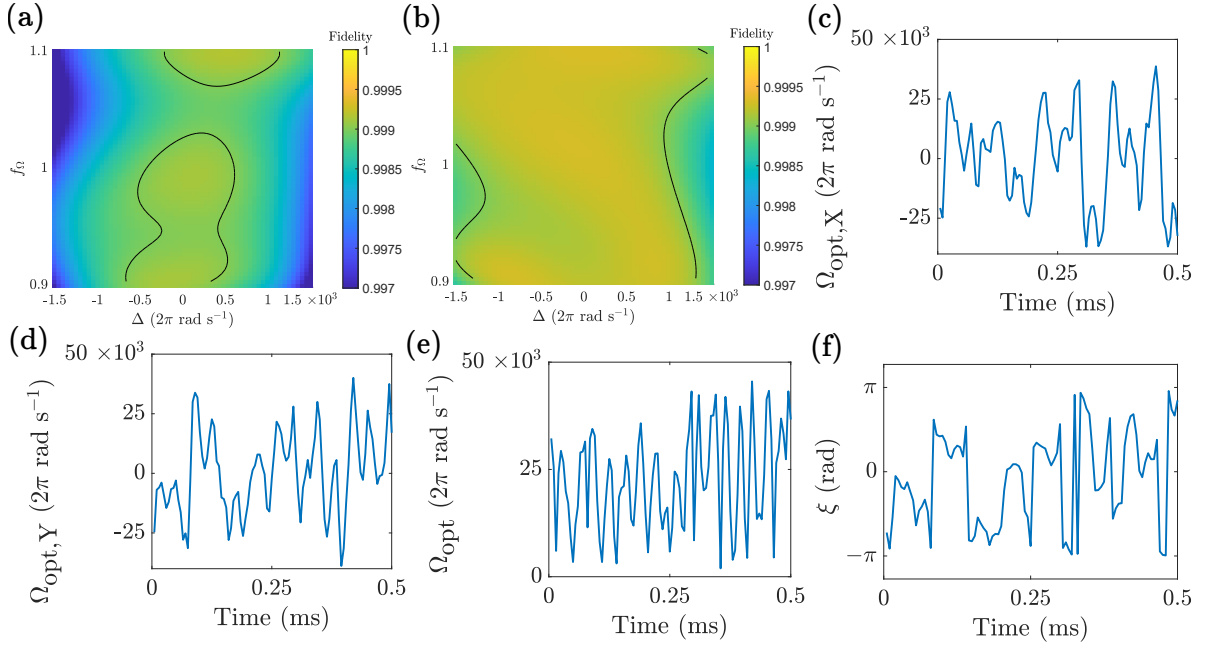 (a)
Fidelity
1.1
1
0.9
f_Ω
-1.5 -1 -0.5 0 0.5 1 1.5 ×10³
Δ (2π rad s⁻¹)
1
0.9995
0.999
0.9985
0.998
0.9975
0.997
(b)
Fidelity
1.1
1
0.9
f_Ω
-1.5 -1 -0.5 0 0.5 1 1.5 ×10³
Δ (2π rad s⁻¹)
1
0.9995
0.999
0.9985
0.998
0.9975
0.997
(c)
50 ×10³
25
0
-25
Ω_opt,X (2π rad s⁻¹)
0 0.25 0.5
Time (ms)
(d)
50 ×10³
25
0
-25
Ω_opt,Y (2π rad s⁻¹)
0 0.25 0.5
Time (ms)
(e)
50 ×10³
25
0
Ω_opt (2π rad s⁻¹)
0 0.25 0.5
Time (ms)
(f)
π
0
−π
ξ (rad)
0 0.25 0.5
Time (ms)